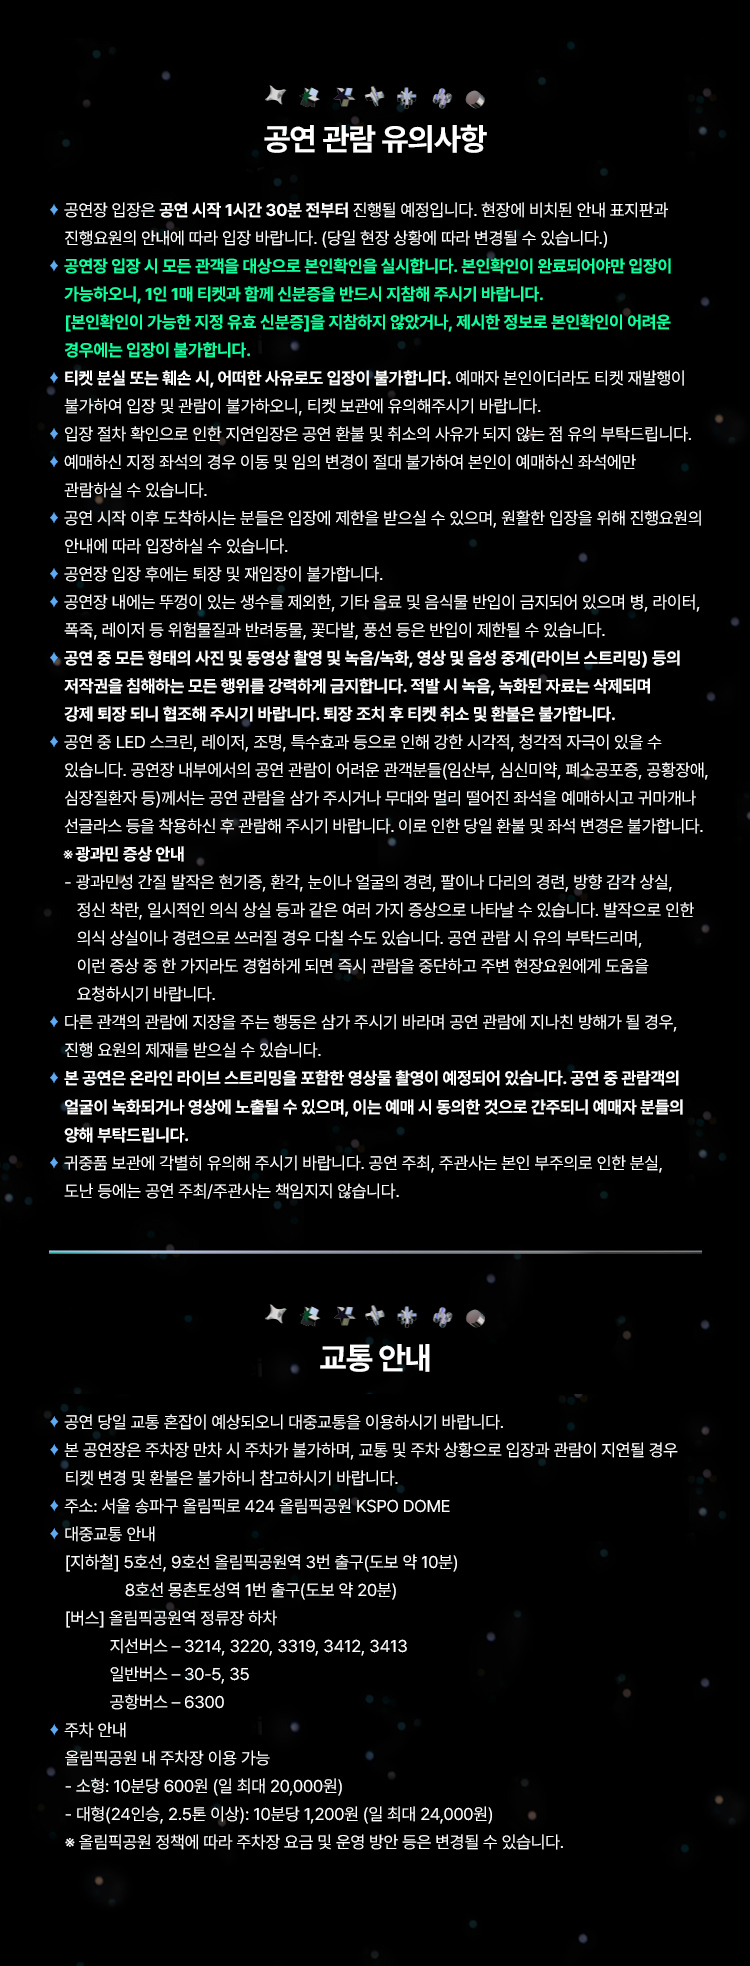 공연 관람 유의사항
♦ 공연장 입장은 공연 시작 1시간 30분 전부터 진행될 예정입니다. 현장에 비치된 안내 표지판과
진행요원의 안내에 따라 입장 바랍니다. (당일 현장 상황에 따라 변경될 수 있습니다.)
♦ 공연장 입장 시 모든 관객을 대상으로 본인확인을 실시합니다. 본인확인이 완료되어야만 입장이
가능하오니, 1인 1매 티켓과 함께 신분증을 반드시 지참해 주시기 바랍니다.
[본인확인이 가능한 지정 유효 신분증]을 지참하지 않았거나, 제시한 정보로 본인확인이 어려운
경우에는 입장이 불가합니다.
♦ 티켓 분실 또는 훼손 시, 어떠한 사유로도 입장이 불가합니다. 예매자 본인이더라도 티켓 재발행이
불가하여 입장 및 관람이 불가하오니, 티켓 보관에 유의해주시기 바랍니다.
♦ 입장 절차 확인으로 인한 지연입장은 공연 환불 및 취소의 사유가 되지 않는 점 유의 부탁드립니다.
♦ 예매하신 지정 좌석의 경우 이동 및 임의 변경이 절대 불가하여 본인이 예매하신 좌석에만
관람하실 수 있습니다.
♦ 공연 시작 이후 도착하시는 분들은 입장에 제한을 받으실 수 있으며, 원활한 입장을 위해 진행요원의
안내에 따라 입장하실 수 있습니다.
♦ 공연장 입장 후에는 퇴장 및 재입장이 불가합니다.
♦ 공연장 내에는 뚜껑이 있는 생수를 제외한, 기타 음료 및 음식물 반입이 금지되어 있으며 병, 라이터,
폭죽, 레이저 등 위험물질과 반려동물, 꽃다발, 풍선 등은 반입이 제한될 수 있습니다.
♦ 공연 중 모든 형태의 사진 및 동영상 촬영 및 녹음/녹화, 영상 및 음성 중계(라이브 스트리밍) 등의
저작권을 침해하는 모든 행위를 강력하게 금지합니다. 적발 시 녹음, 녹화된 자료는 삭제되며
강제 퇴장 되니 협조해 주시기 바랍니다. 퇴장 조치 후 티켓 취소 및 환불은 불가합니다.
♦ 공연 중 LED 스크린, 레이저, 조명, 특수효과 등으로 인해 강한 시각적, 청각적 자극이 있을 수
있습니다. 공연장 내부에서의 공연 관람이 어려운 관객분들(임산부, 심신미약, 폐소공포증, 공황장애,
심장질환자 등)께서는 공연 관람을 삼가 주시거나 무대와 멀리 떨어진 좌석을 예매하시고 귀마개나
선글라스 등을 착용하신 후 관람해 주시기 바랍니다. 이로 인한 당일 환불 및 좌석 변경은 불가합니다.
※ 광과민 증상 안내
- 광과민성 간질 발작은 현기증, 환각, 눈이나 얼굴의 경련, 팔이나 다리의 경련, 방향 감각 상실,
정신 착란, 일시적인 의식 상실 등과 같은 여러 가지 증상으로 나타날 수 있습니다. 발작으로 인한
의식 상실이나 경련으로 쓰러질 경우 다칠 수도 있습니다. 공연 관람 시 유의 부탁드리며,
이런 증상 중 한 가지라도 경험하게 되면 즉시 관람을 중단하고 주변 현장요원에게 도움을
요청하시기 바랍니다.
♦ 다른 관객의 관람에 지장을 주는 행동은 삼가 주시기 바라며 공연 관람에 지나친 방해가 될 경우,
진행 요원의 제재를 받으실 수 있습니다.
♦ 본 공연은 온라인 라이브 스트리밍을 포함한 영상물 촬영이 예정되어 있습니다. 공연 중 관람객의
얼굴이 녹화되거나 영상에 노출될 수 있으며, 이는 예매 시 동의한 것으로 간주되니 예매자 분들의
양해 부탁드립니다.
♦ 귀중품 보관에 각별히 유의해 주시기 바랍니다. 공연 주최, 주관사는 본인 부주의로 인한 분실,
도난 등에는 공연 주최/주관사는 책임지지 않습니다.
교통 안내
♦ 공연 당일 교통 혼잡이 예상되오니 대중교통을 이용하시기 바랍니다.
♦ 본 공연장은 주차장 만차 시 주차가 불가하며, 교통 및 주차 상황으로 입장과 관람이 지연될 경우
티켓 변경 및 환불은 불가하니 참고하시기 바랍니다.
♦ 주소: 서울 송파구 올림픽로 424 올림픽공원 KSPO DOME
♦ 대중교통 안내
[지하철] 5호선, 9호선 올림픽공원역 3번 출구(도보 약 10분)
8호선 몽촌토성역 1번 출구(도보 약 20분)
[버스] 올림픽공원역 정류장 하차
지선버스 – 3214, 3220, 3319, 3412, 3413
일반버스 – 30-5, 35
공항버스 – 6300
♦ 주차 안내
올림픽공원 내 주차장 이용 가능
- 소형: 10분당 600원 (일 최대 20,000원)
- 대형(24인승, 2.5톤 이상): 10분당 1,200원 (일 최대 24,000원)
※ 올림픽공원 정책에 따라 주차장 요금 및 운영 방안 등은 변경될 수 있습니다.